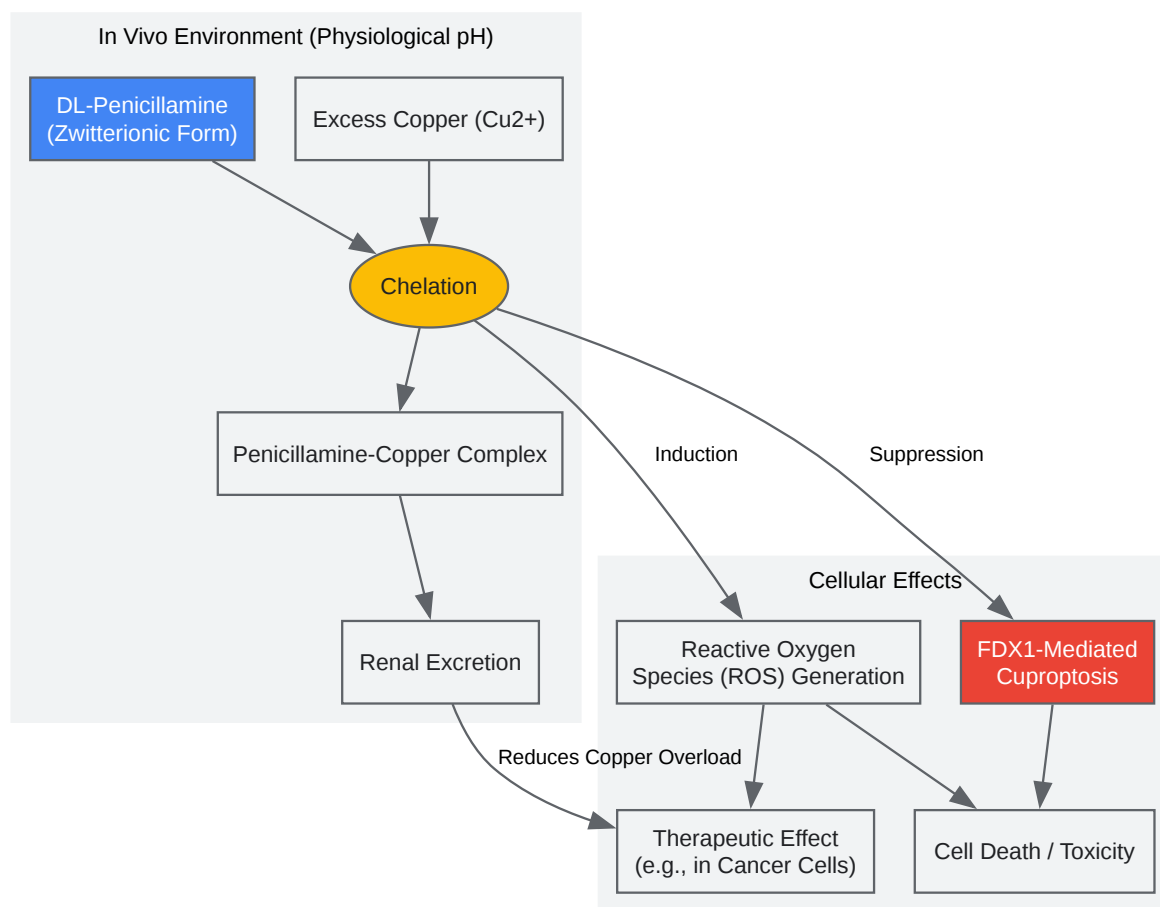 In Vivo Environment (Physiological pH)
DL-Penicillamine
(Zwitterionic Form)
Excess Copper (Cu2+)
Chelation
Penicillamine-Copper Complex
Induction
Suppression
Cellular Effects
Renal Excretion
Reactive Oxygen
Species (ROS) Generation
FDX1-Mediated
Cuproptosis
Reduces Copper Overload
Therapeutic Effect
(e.g., in Cancer Cells)
Cell Death / Toxicity